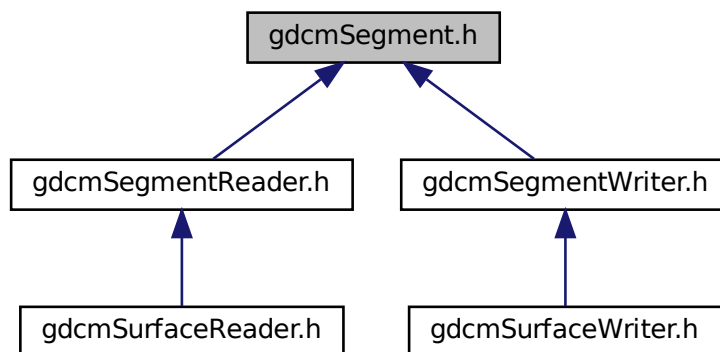 gdcmSegment.h
gdcmSegmentReader.h
gdcmSegmentWriter.h
gdcmSurfaceReader.h
gdcmSurfaceWriter.h